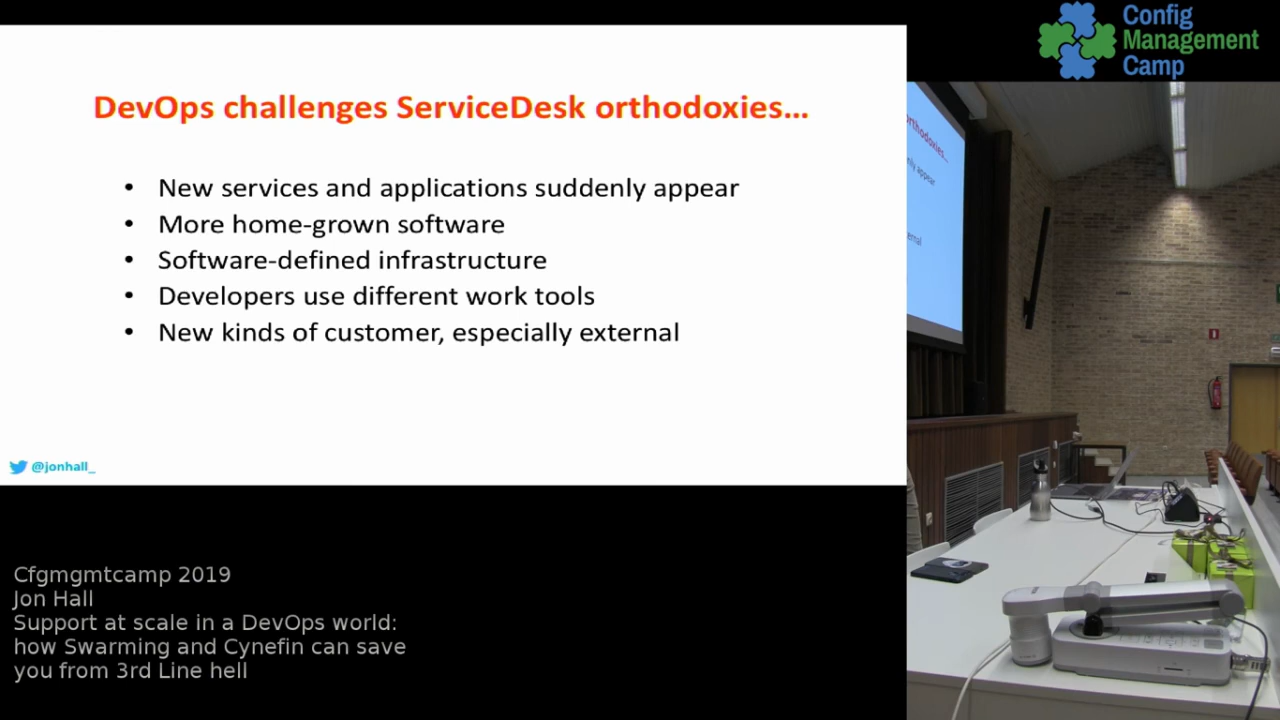 Config
Management
Camp
DevOps challenges ServiceDesk orthodoxies...
• New services and applications suddenly appear
• More home-grown software
• Software-defined infrastructure
• Developers use different work tools
• New kinds of customer, especially external
@jonhall_
orthodoxies...
appear
Cfgmgmtcamp 2019
Jon Hall
Support at scale in a DevOps world:
how Swarming and Cynefin can save
you from 3rd Line hell